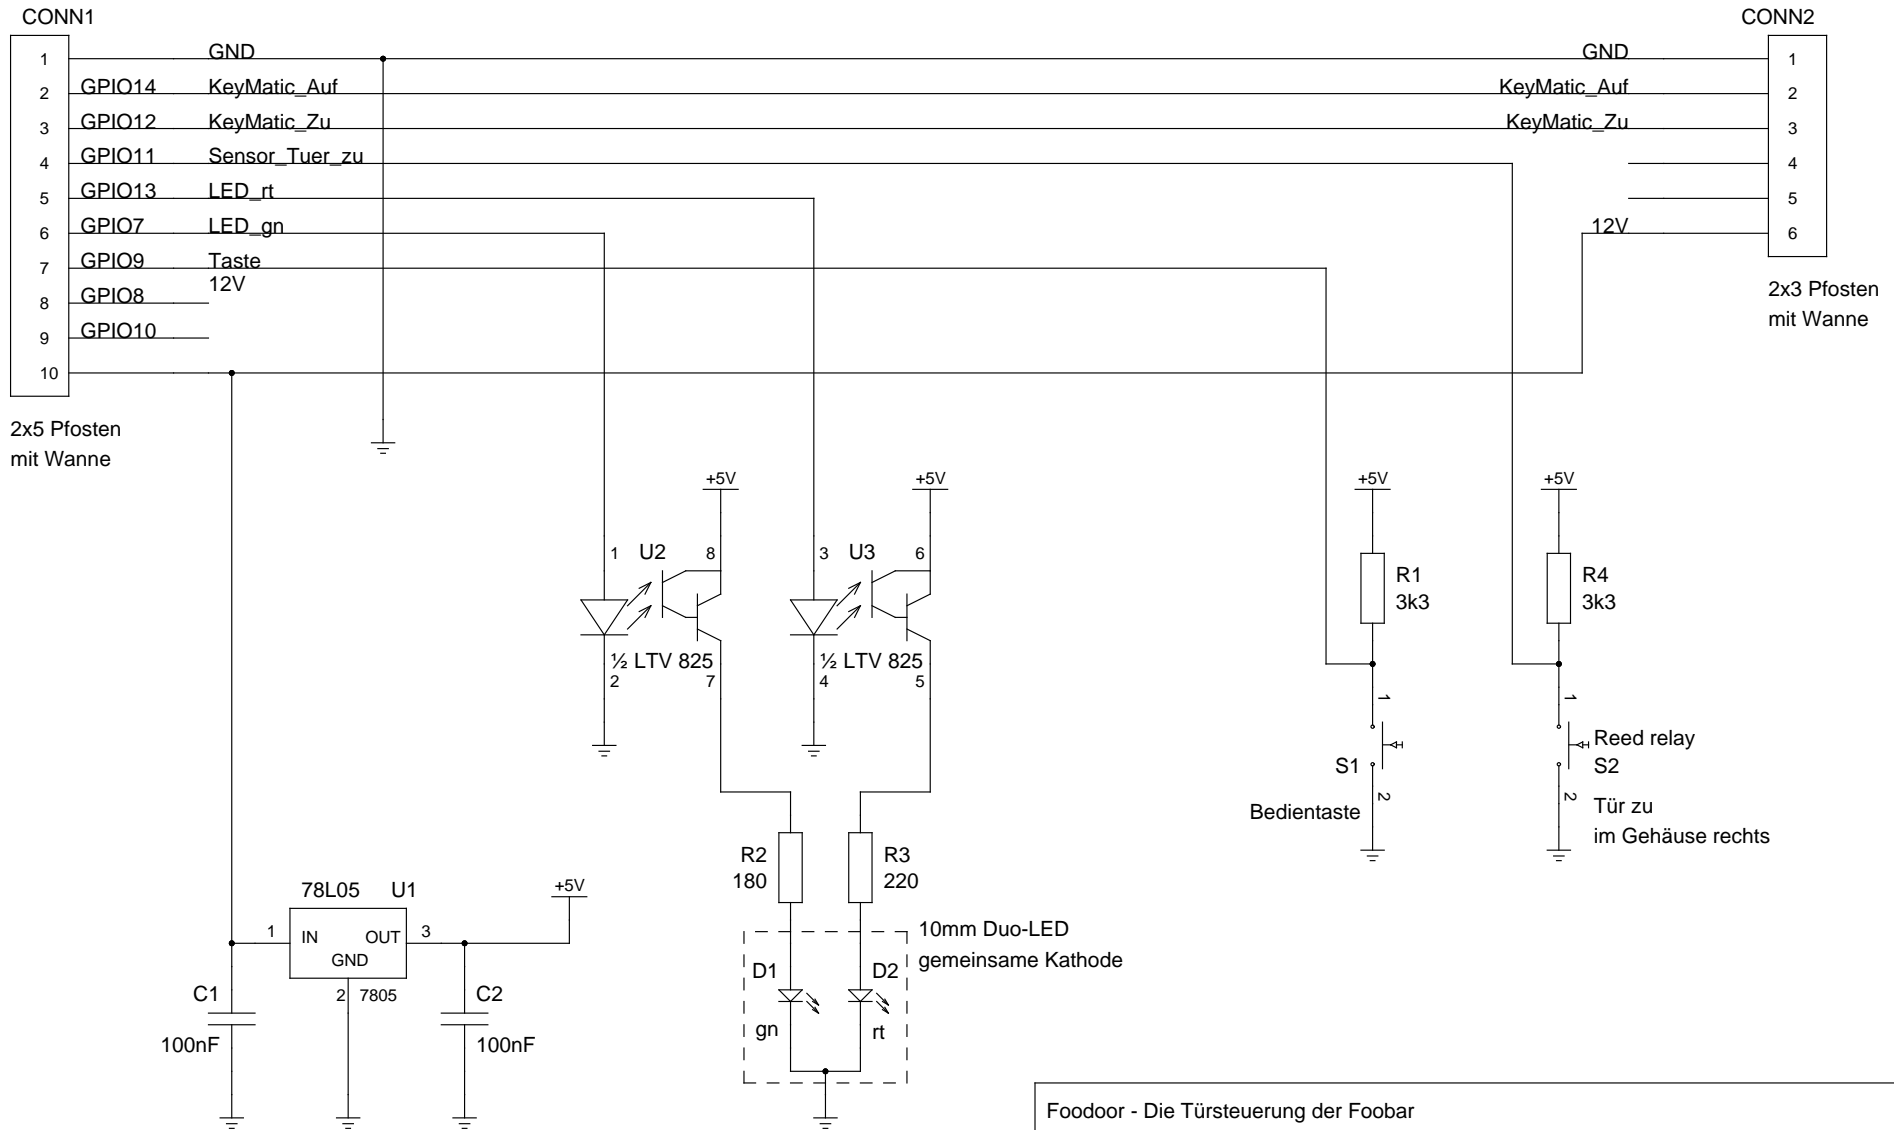 CONN1
CONN2
1 GND
2 GPIO14 KeyMatic_Auf
3 GPIO12 KeyMatic_Zu
4 GPIO11 Sensor_Tuer_zu
5 GPIO13 LED_rt
6 GPIO7 LED_gn
7 GPIO9 Taste
12V
8 GPIO8
9 GPIO10
10
2x5 Pfosten
mit Wanne
GND 1
KeyMatic_Auf 2
KeyMatic_Zu 3
4
5
12V 6
2x3 Pfosten
mit Wanne
+5V
1 U2 8
½ LTV 825
2 7
+5V
3 U3 6
½ LTV 825
4 5
+5V
R1
3k3
1
S1
2
Bedientaste
+5V
R4
3k3
1
Reed relay
S2
2
Tür zu
im Gehäuse rechts
R2
180
R3
220
10mm Duo-LED
gemeinsame Kathode
D1
gn
D2
rt
78L05 U1
+5V
1 IN OUT 3
GND
2 7805
C1
100nF
C2
100nF
Foodoor - Die Türsteuerung der Foobar